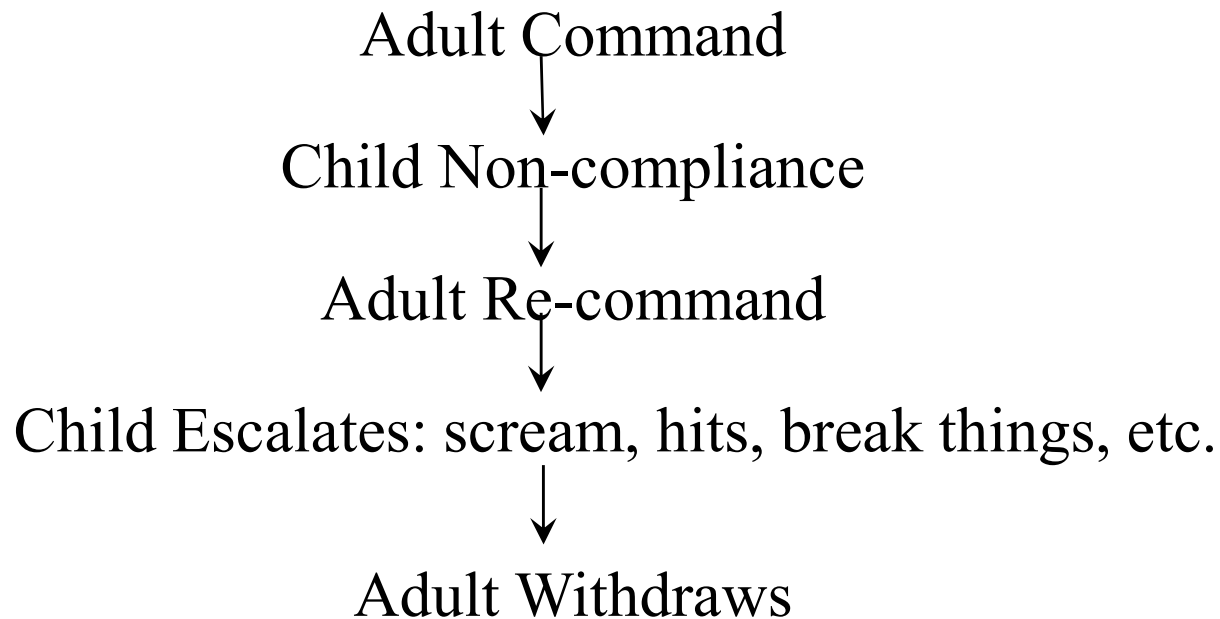 Adult Command
Child Non-compliance
Adult Re-command
Child Escalates: scream, hits, break things, etc.
Adult Withdraws